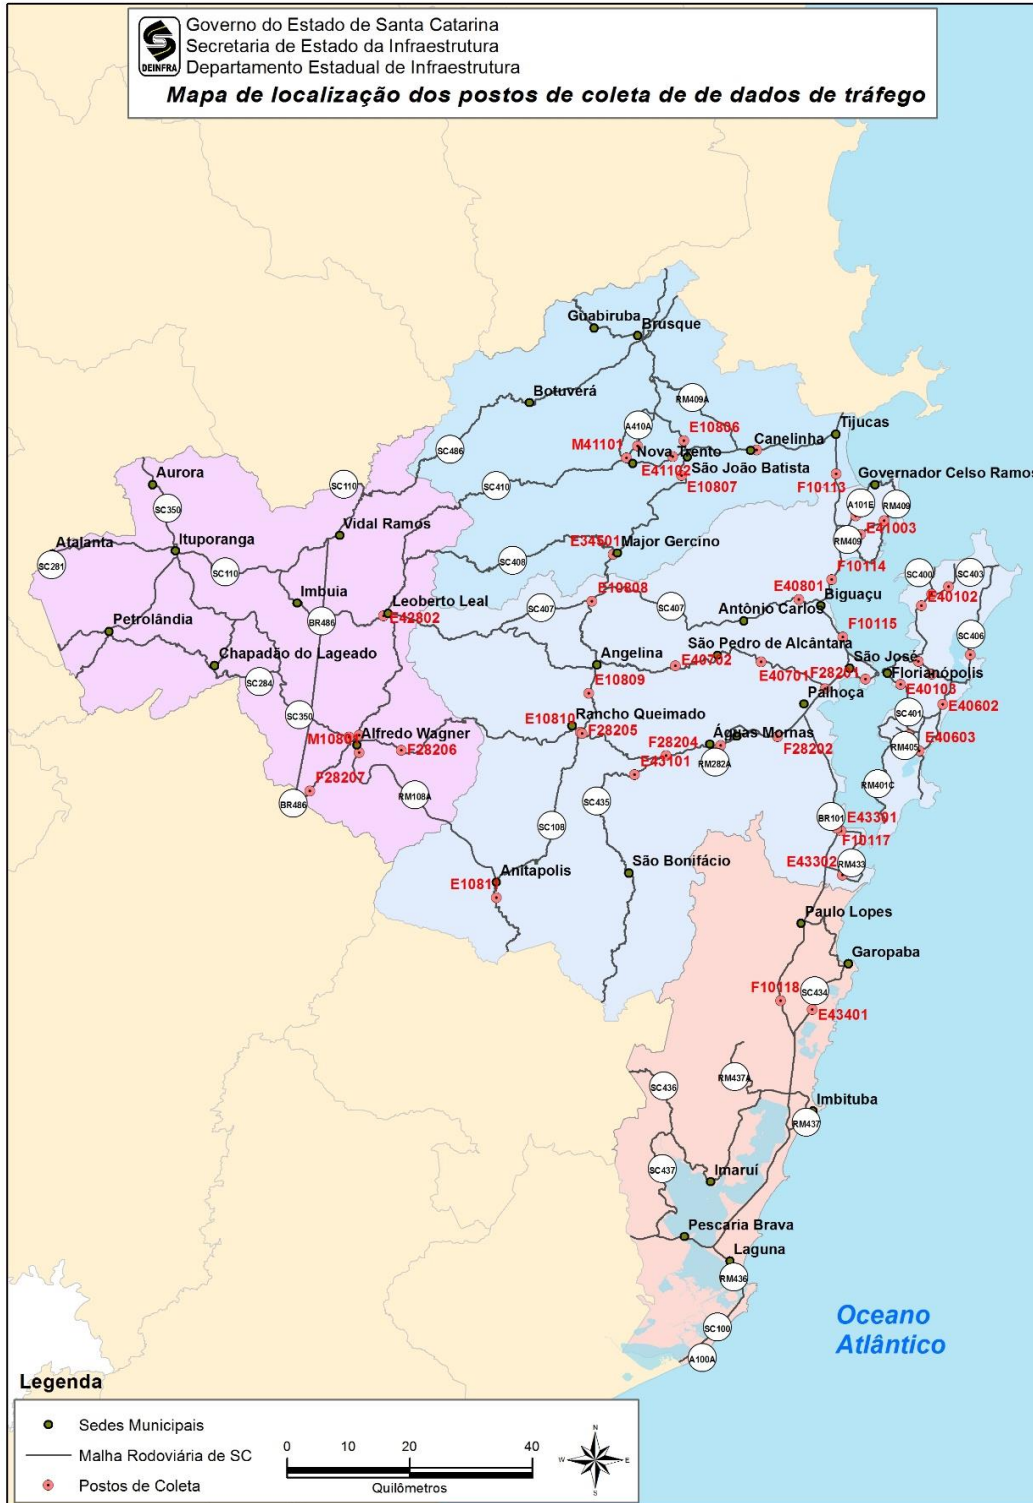 Governo do Estado de Santa Catarina
Secretaria de Estado da Infraestrutura
DEINFRA
Departamento Estadual de Infraestrutura
Mapa de localização dos postos de coleta de de dados de tráfego
Guabiruba
Brusque
Botuverá
RM409A
A410A
E10806
Tijucas
M41101
Canelinha
SC486
Nova Trento
E41102
São João Batista
Aurora
SC110
SC410
E10807
F10113
Governador Celso Ramos
A101E
RM409
SC350
Vidal Ramos
E41003
Atalanta
Ituporanga
E34501
Major Gercino
RM409
SC281
SC110
SC408
F10114
SC400
SC403
Imbuia
E10808
E40801
E40102
Leoberto Leal
Biguaçu
Petrolândia
BR486
E42802
SC407
SC407
Antônio Carlos
F10115
SC406
Chapadão do Lageado
Angelina
São Pedro de Alcântara
São José
E40702
E40701
F28201
Florianópolis
SC284
E10809
E40103
Palhoça
E40602
SC350
E10810
Rancho Queimado
SC401
Alfredo Wagner
F28205
Águas Mornas
E40603
F28206
F28204
F28202
RM405
RM282A
F28207
E43101
RM401C
BR486
RM108A
SC435
SC108
BR101
E43301
F10117
E43302
RM433
E1081
Anitapolis
São Bonifácio
Paulo Lopes
Garopaba
F10118
SC434
E43401
SC436
RM437A
Imbituba
RM437
SC437
Imaruí
Pescaria Brava
Laguna
RM436
SC100
A100A
Oceano
Atlântico
Legenda
Sedes Municipais
Malha Rodoviária de SC
Postos de Coleta
0 10 20 40
Quilômetros
N
W E
S